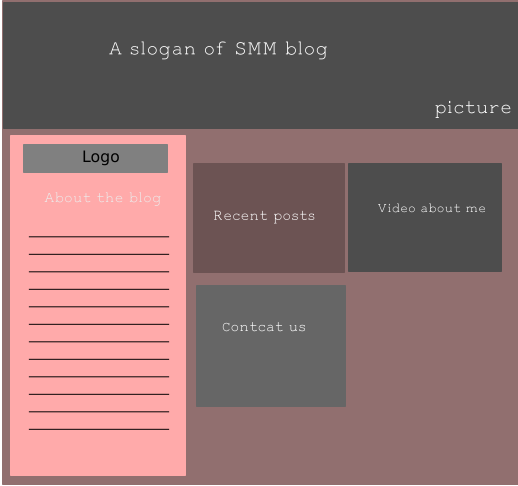 A slogan of SMM blog
picture
Logo
About the blog
Recent posts
Video about me
Contcat us